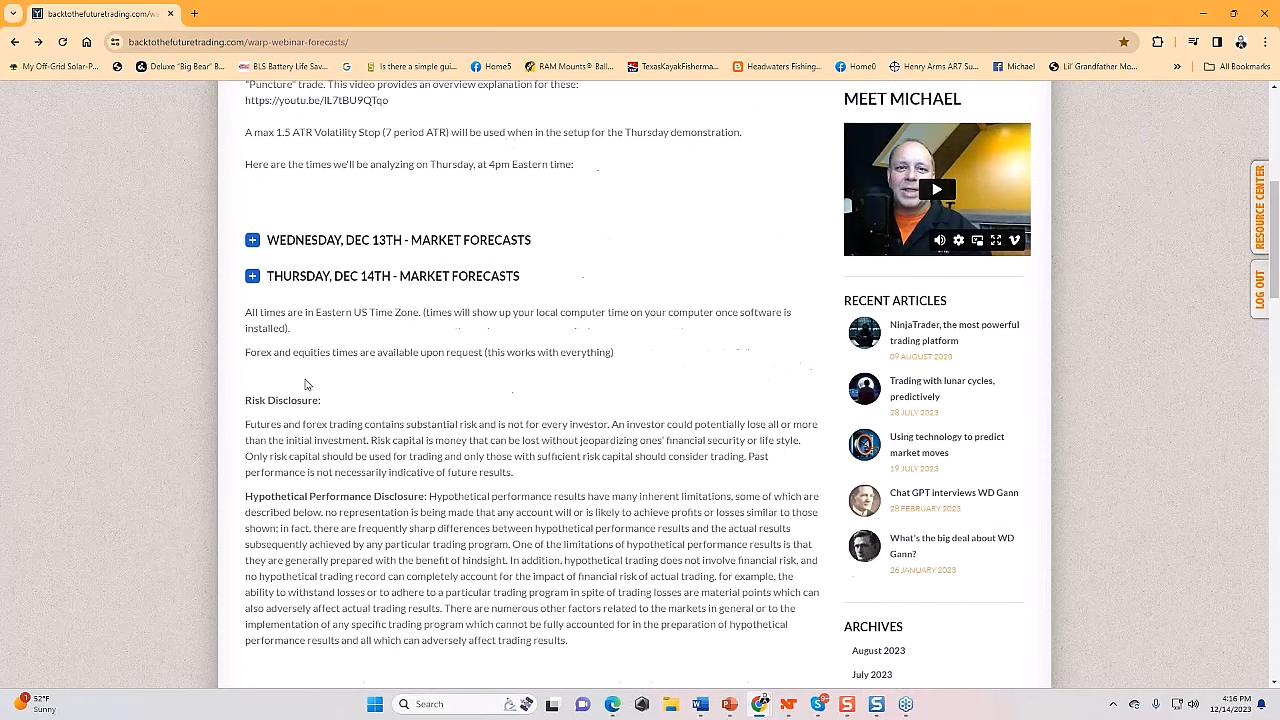 backtothefuturetrading.com/wa
backtothefuturetrading.com/warp-webinar-forecasts/
My Off-Grid Solar-P...
Deluxe "Big Bear" B...
BLS Battery Life Sav...
G
Is there a simple gui...
Home5
RAM Mounts® Ball...
TexasKayakFisherma...
Headwaters Fishing...
Home0
Henry Arms AR7 Su...
Michael
Lil' Grandfather Mo...
»
All Bookmarks
"Puncture" trade. This video provides an overview explanation for these:
MEET MICHAEL
A max 1.5 ATR Volatility Stop (7 period ATR) will be used when in the setup for the Thursday demonstration.
Here are the times we'll be analyzing on Thursday, at 4pm Eastern time:
WEDNESDAY, DEC 13TH - MARKET FORECASTS
THURSDAY, DEC 14TH - MARKET FORECASTS
All times are in Eastern US Time Zone. (times will show up your local computer time on your computer once software is
installed).
Forex and equities times are available upon request (this works with everything)
Risk Disclosure:
Futures and forex trading contains substantial risk and is not for every investor. An investor could potentially lose all or more
than the initial investment. Risk capital is money that can be lost without jeopardizing ones' financial security or life style.
Only risk capital should be used for trading and only those with sufficient risk capital should consider trading. Past
performance is not necessarily indicative of future results.
Hypothetical Performance Disclosure: Hypothetical performance results have many inherent limitations, some of which are
described below. no representation is being made that any account will or is likely to achieve profits or losses similar to those
shown; in fact, there are frequently sharp differences between hypothetical performance results and the actual results
subsequently achieved by any particular trading program. One of the limitations of hypothetical performance results is that
they are generally prepared with the benefit of hindsight. In addition, hypothetical trading does not involve financial risk, and
no hypothetical trading record can completely account for the impact of financial risk of actual trading. for example, the
ability to withstand losses or to adhere to a particular trading program in spite of trading losses are material points which can
also adversely affect actual trading results. There are numerous other factors related to the markets in general or to the
implementation of any specific trading program which cannot be fully accounted for in the preparation of hypothetical
performance results and all which can adversely affect trading results.
RECENT ARTICLES
NinjaTrader, the most powerful
trading platform
09 AUGUST 2023
Trading with lunar cycles,
predictively
28 JULY 2023
Using technology to predict
market moves
19 JULY 2023
Chat GPT interviews WD Gann
28 FEBRUARY 2023
What's the big deal about WD
Gann?
26 JANUARY 2023
ARCHIVES
August 2023
July 2023
RESOURCE CENTER
LOG OUT
1
52°F
Sunny
Search
4:16 PM
12/14/2023